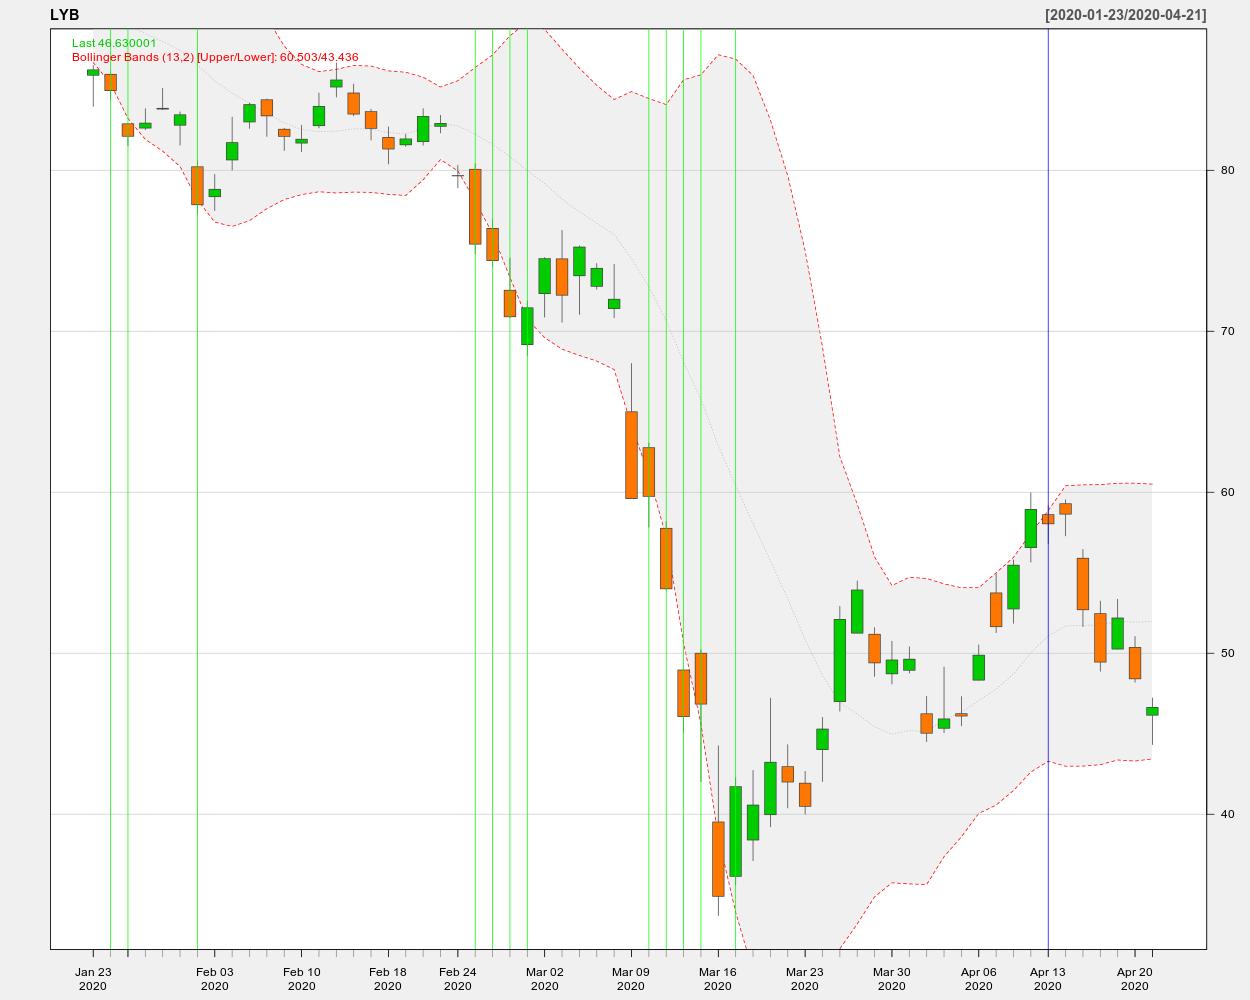 LYB
[2020-01-23/2020-04-21]
Last 46.630001
Bollinger Bands (13,2) [Upper/Lower]: 60.503/43.436
80
70
60
50
40
Jan 23 Feb 03 Feb 10 Feb 18 Feb 24 Mar 02 Mar 09 Mar 16 Mar 23 Mar 30 Apr 06 Apr 13 Apr 20
2020 2020 2020 2020 2020 2020 2020 2020 2020 2020 2020 2020 2020